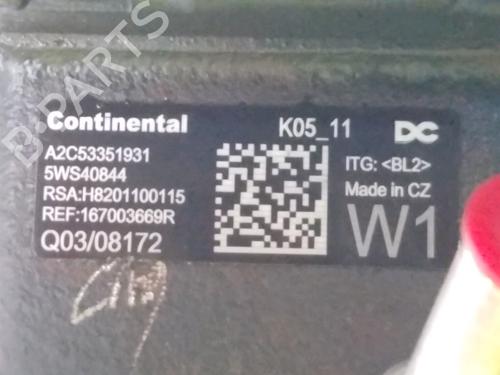 Continental K05_11 DC
A2C53351931
5WS40844
RSA:H8201100115
REF:167003669R
Q03/08172
ITG: <BL2>
Made in CZ
W1
B-PARTS